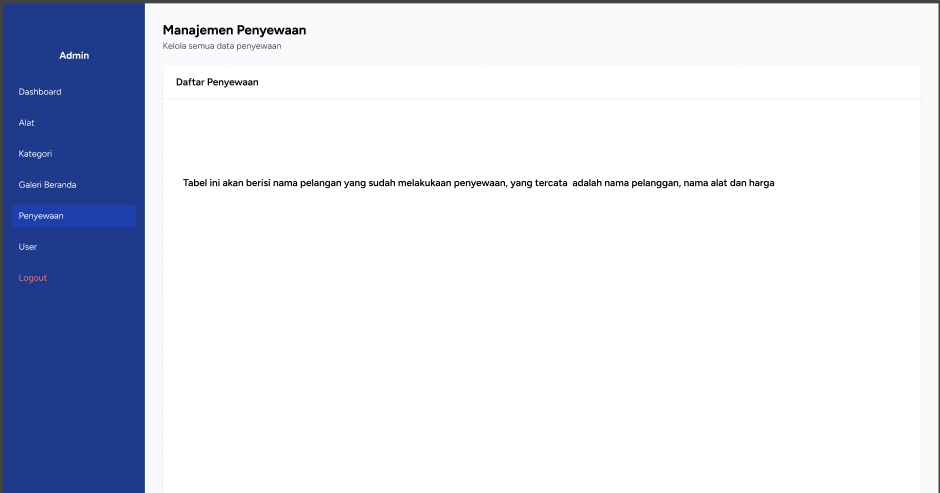 Admin
Dashboard
Alat
Kategori
Galeri Beranda
Penyewaan
User
Logout
Manajemen Penyewaan
Kelola semua data penyewaan
Daftar Penyewaan
Tabel ini akan berisi nama pelangan yang sudah melakukaan penyewaan, yang tercata  adalah nama pelanggan, nama alat dan harga